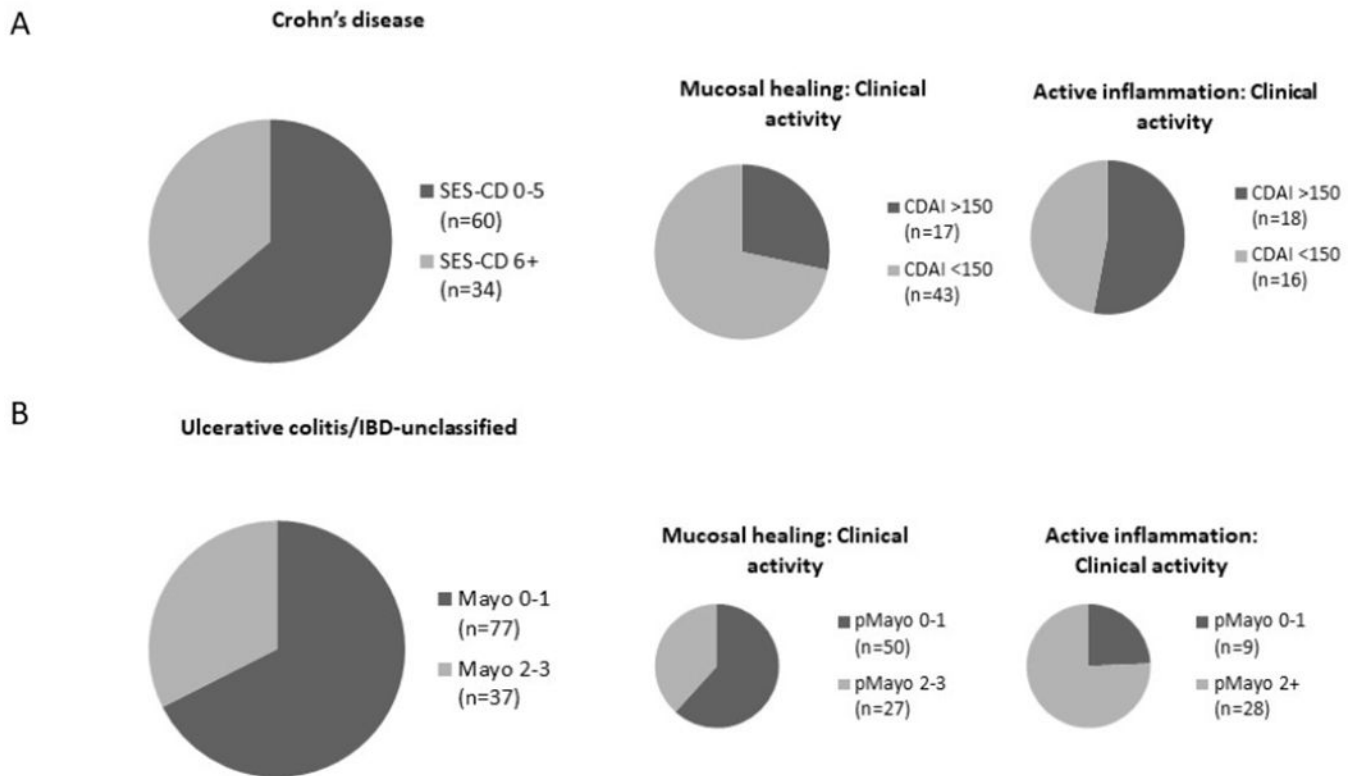 A
Crohn’s disease
SES-CD 0-5
(n=60)
SES-CD 6+
(n=34)
Mucosal healing: Clinical
activity
CDAI >150
(n=17)
CDAI <150
(n=43)
Active inflammation: Clinical
activity
CDAI >150
(n=18)
CDAI <150
(n=16)
B
Ulcerative colitis/IBD-unclassified
Mayo 0-1
(n=77)
Mayo 2-3
(n=37)
Mucosal healing: Clinical
activity
pMayo 0-1
(n=50)
pMayo 2-3
(n=27)
Active inflammation:
Clinical activity
pMayo 0-1
(n=9)
pMayo 2+
(n=28)